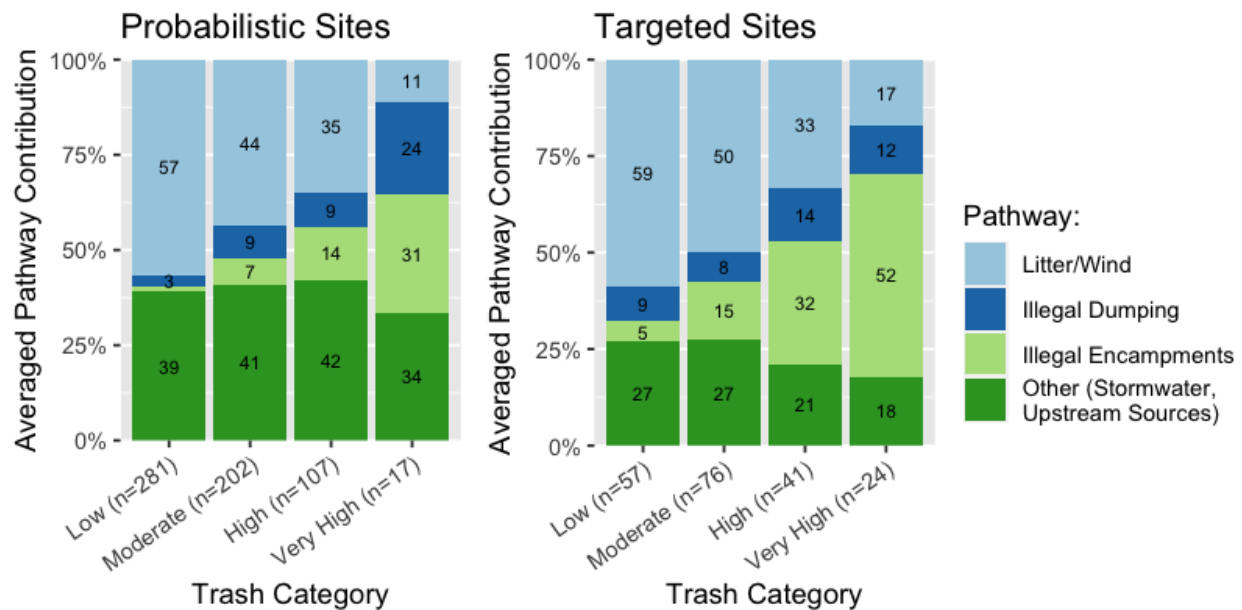 Probabilistic Sites
Averaged Pathway Contribution
100%
75%
50%
25%
0%
57
3
39
44
9
7
41
35
9
14
42
11
24
31
34
Low (n=281)
Moderate (n=202)
High (n=107)
Very High (n=17)
Trash Category
Targeted Sites
Averaged Pathway Contribution
100%
75%
50%
25%
0%
59
9
5
27
50
8
15
27
33
14
32
21
17
12
52
18
Low (n=57)
Moderate (n=76)
High (n=41)
Very High (n=24)
Trash Category
Pathway:
Litter/Wind
Illegal Dumping
Illegal Encampments
Other (Stormwater,
Upstream Sources)